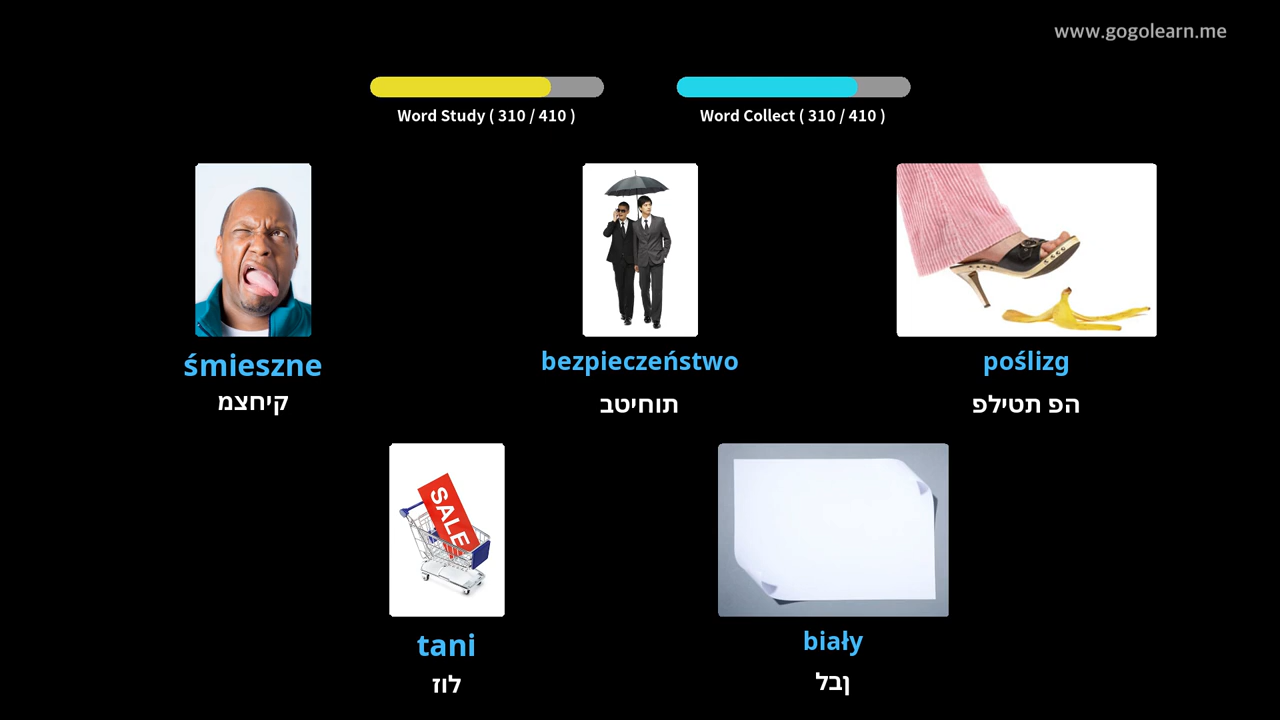 www.gogolearn.me
Word Study ( 310 / 410 )
Word Collect ( 310 / 410 )
śmieszne
קיחצמ
bezpieczeństwo
תוחיטב
poślizg
הפ תטילפ
SALE
tani
לוז
biały
ןבל